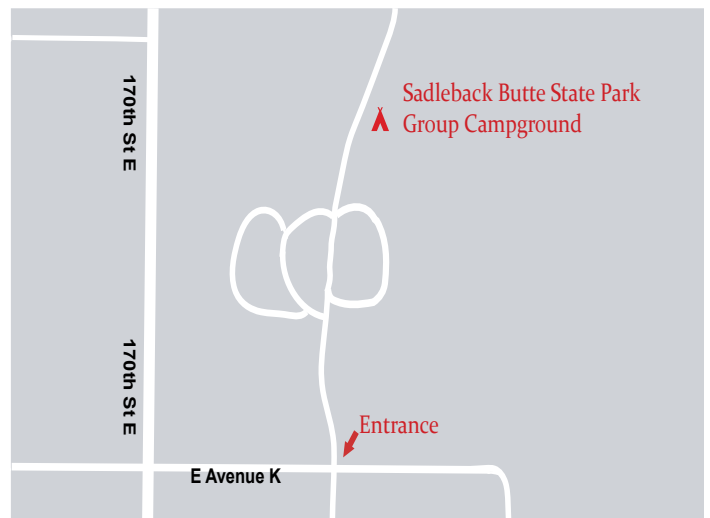 170th St E
Sadleback Butte State Park
Group Campground
170th St E
Entrance
E Avenue K